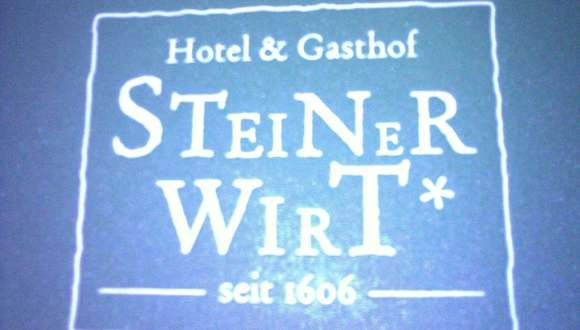 Hotel & Gasthof
STEINER
WIRT*
seit 1606